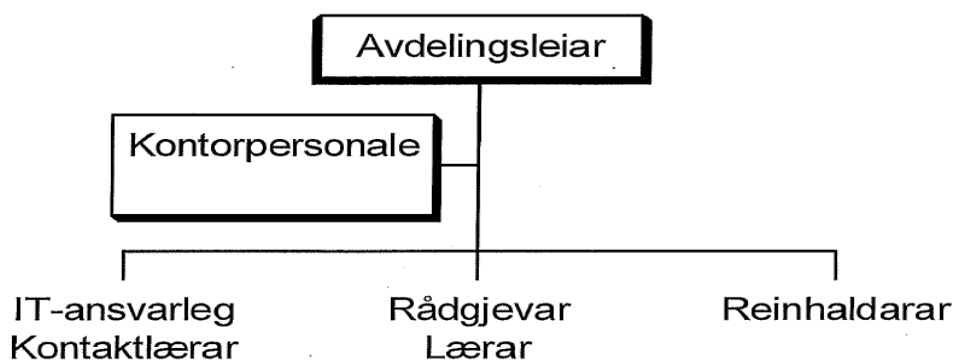 Avdelingsleiar
Kontorpersonale
IT-ansvarleg
Kontaktlærar
Rådgjevar
Lærar
Reinhaldarar